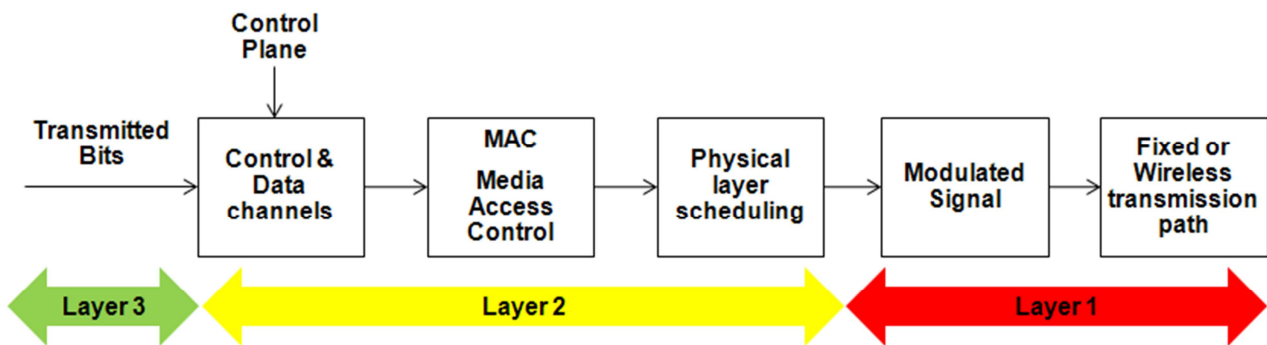 Control
Plane
Transmitted
Bits
Control &
Data
channels
MAC
Media
Access
Control
Physical
layer
scheduling
Modulated
Signal
Fixed or
Wireless
transmission
path
Layer 3
Layer 2
Layer 1